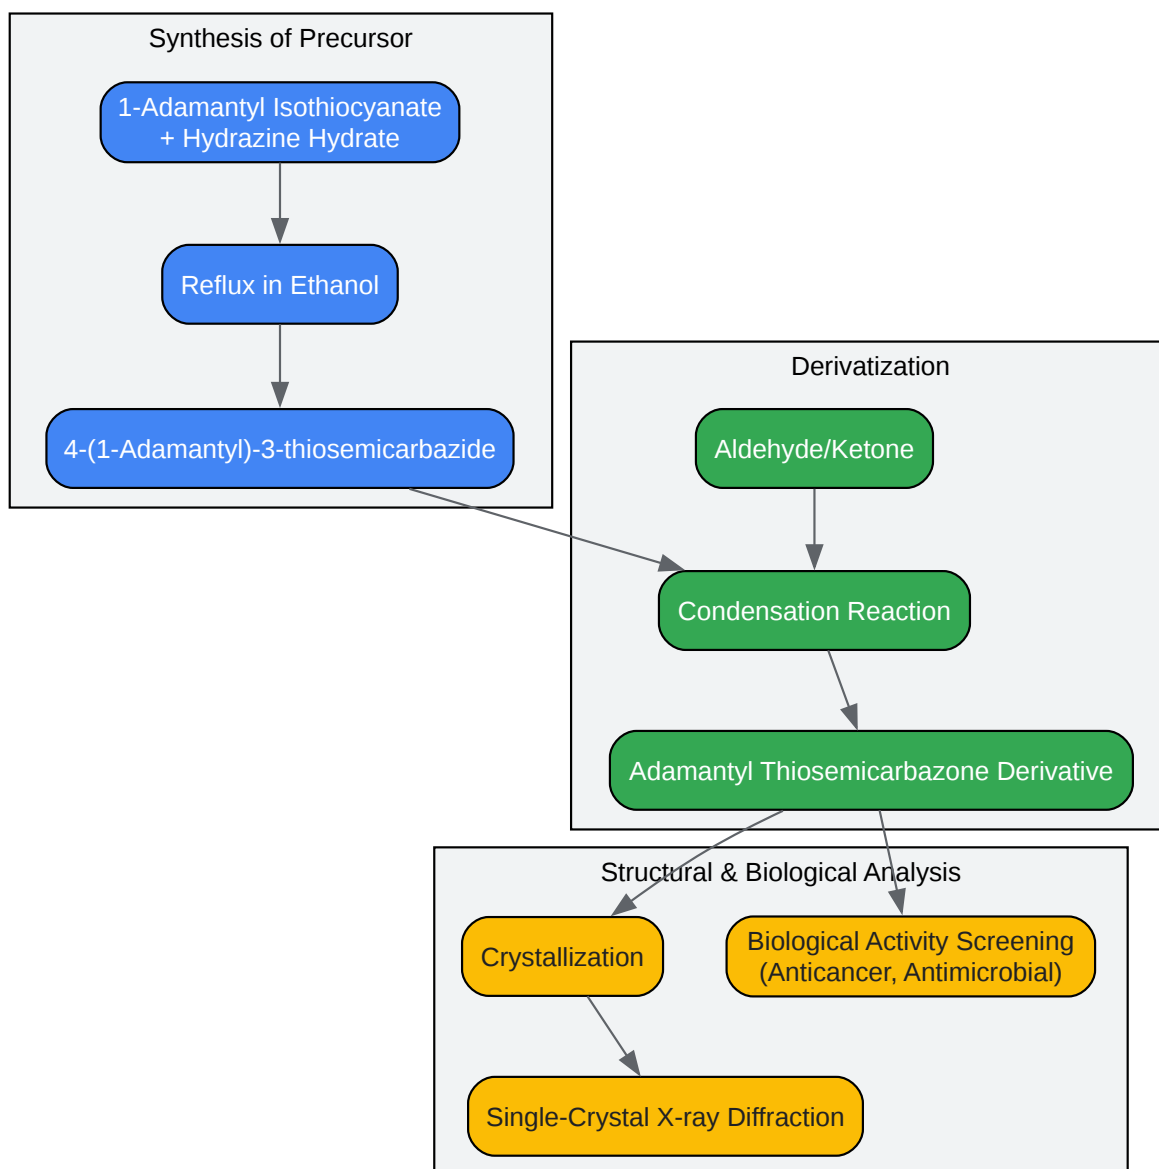 Synthesis of Precursor
1-Adamantyl Isothiocyanate
+ Hydrazine Hydrate
Reflux in Ethanol
4-(1-Adamantyl)-3-thiosemicarbazide
Derivatization
Aldehyde/Ketone
Condensation Reaction
Adamantyl Thiosemicarbazone Derivative
Structural & Biological Analysis
Crystallization
Biological Activity Screening
(Anticancer, Antimicrobial)
Single-Crystal X-ray Diffraction